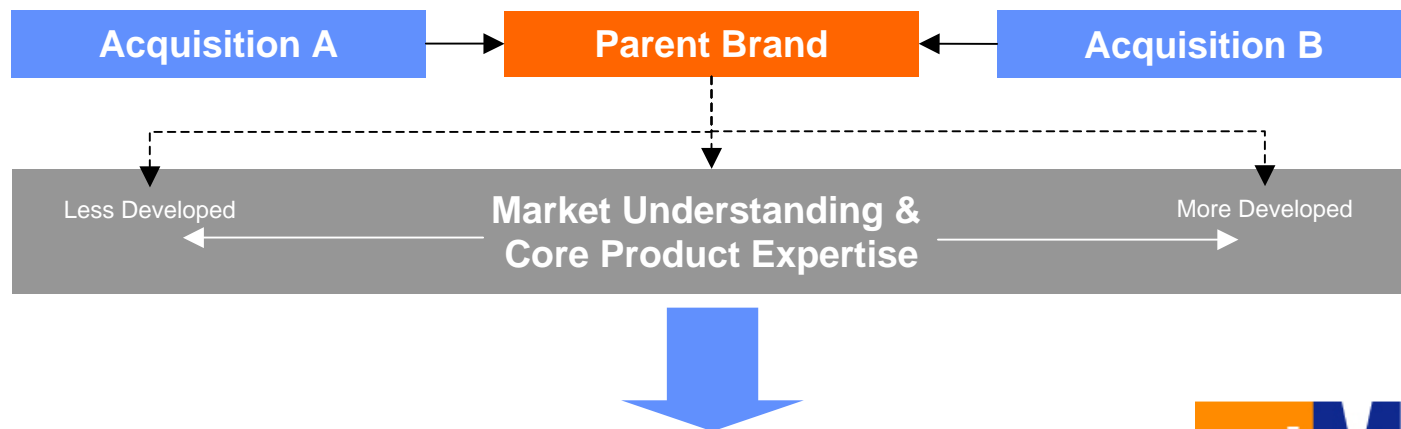 Acquisition A
Parent Brand
Acquisition B
Less Developed
Market Understanding &
Core Product Expertise
More Developed